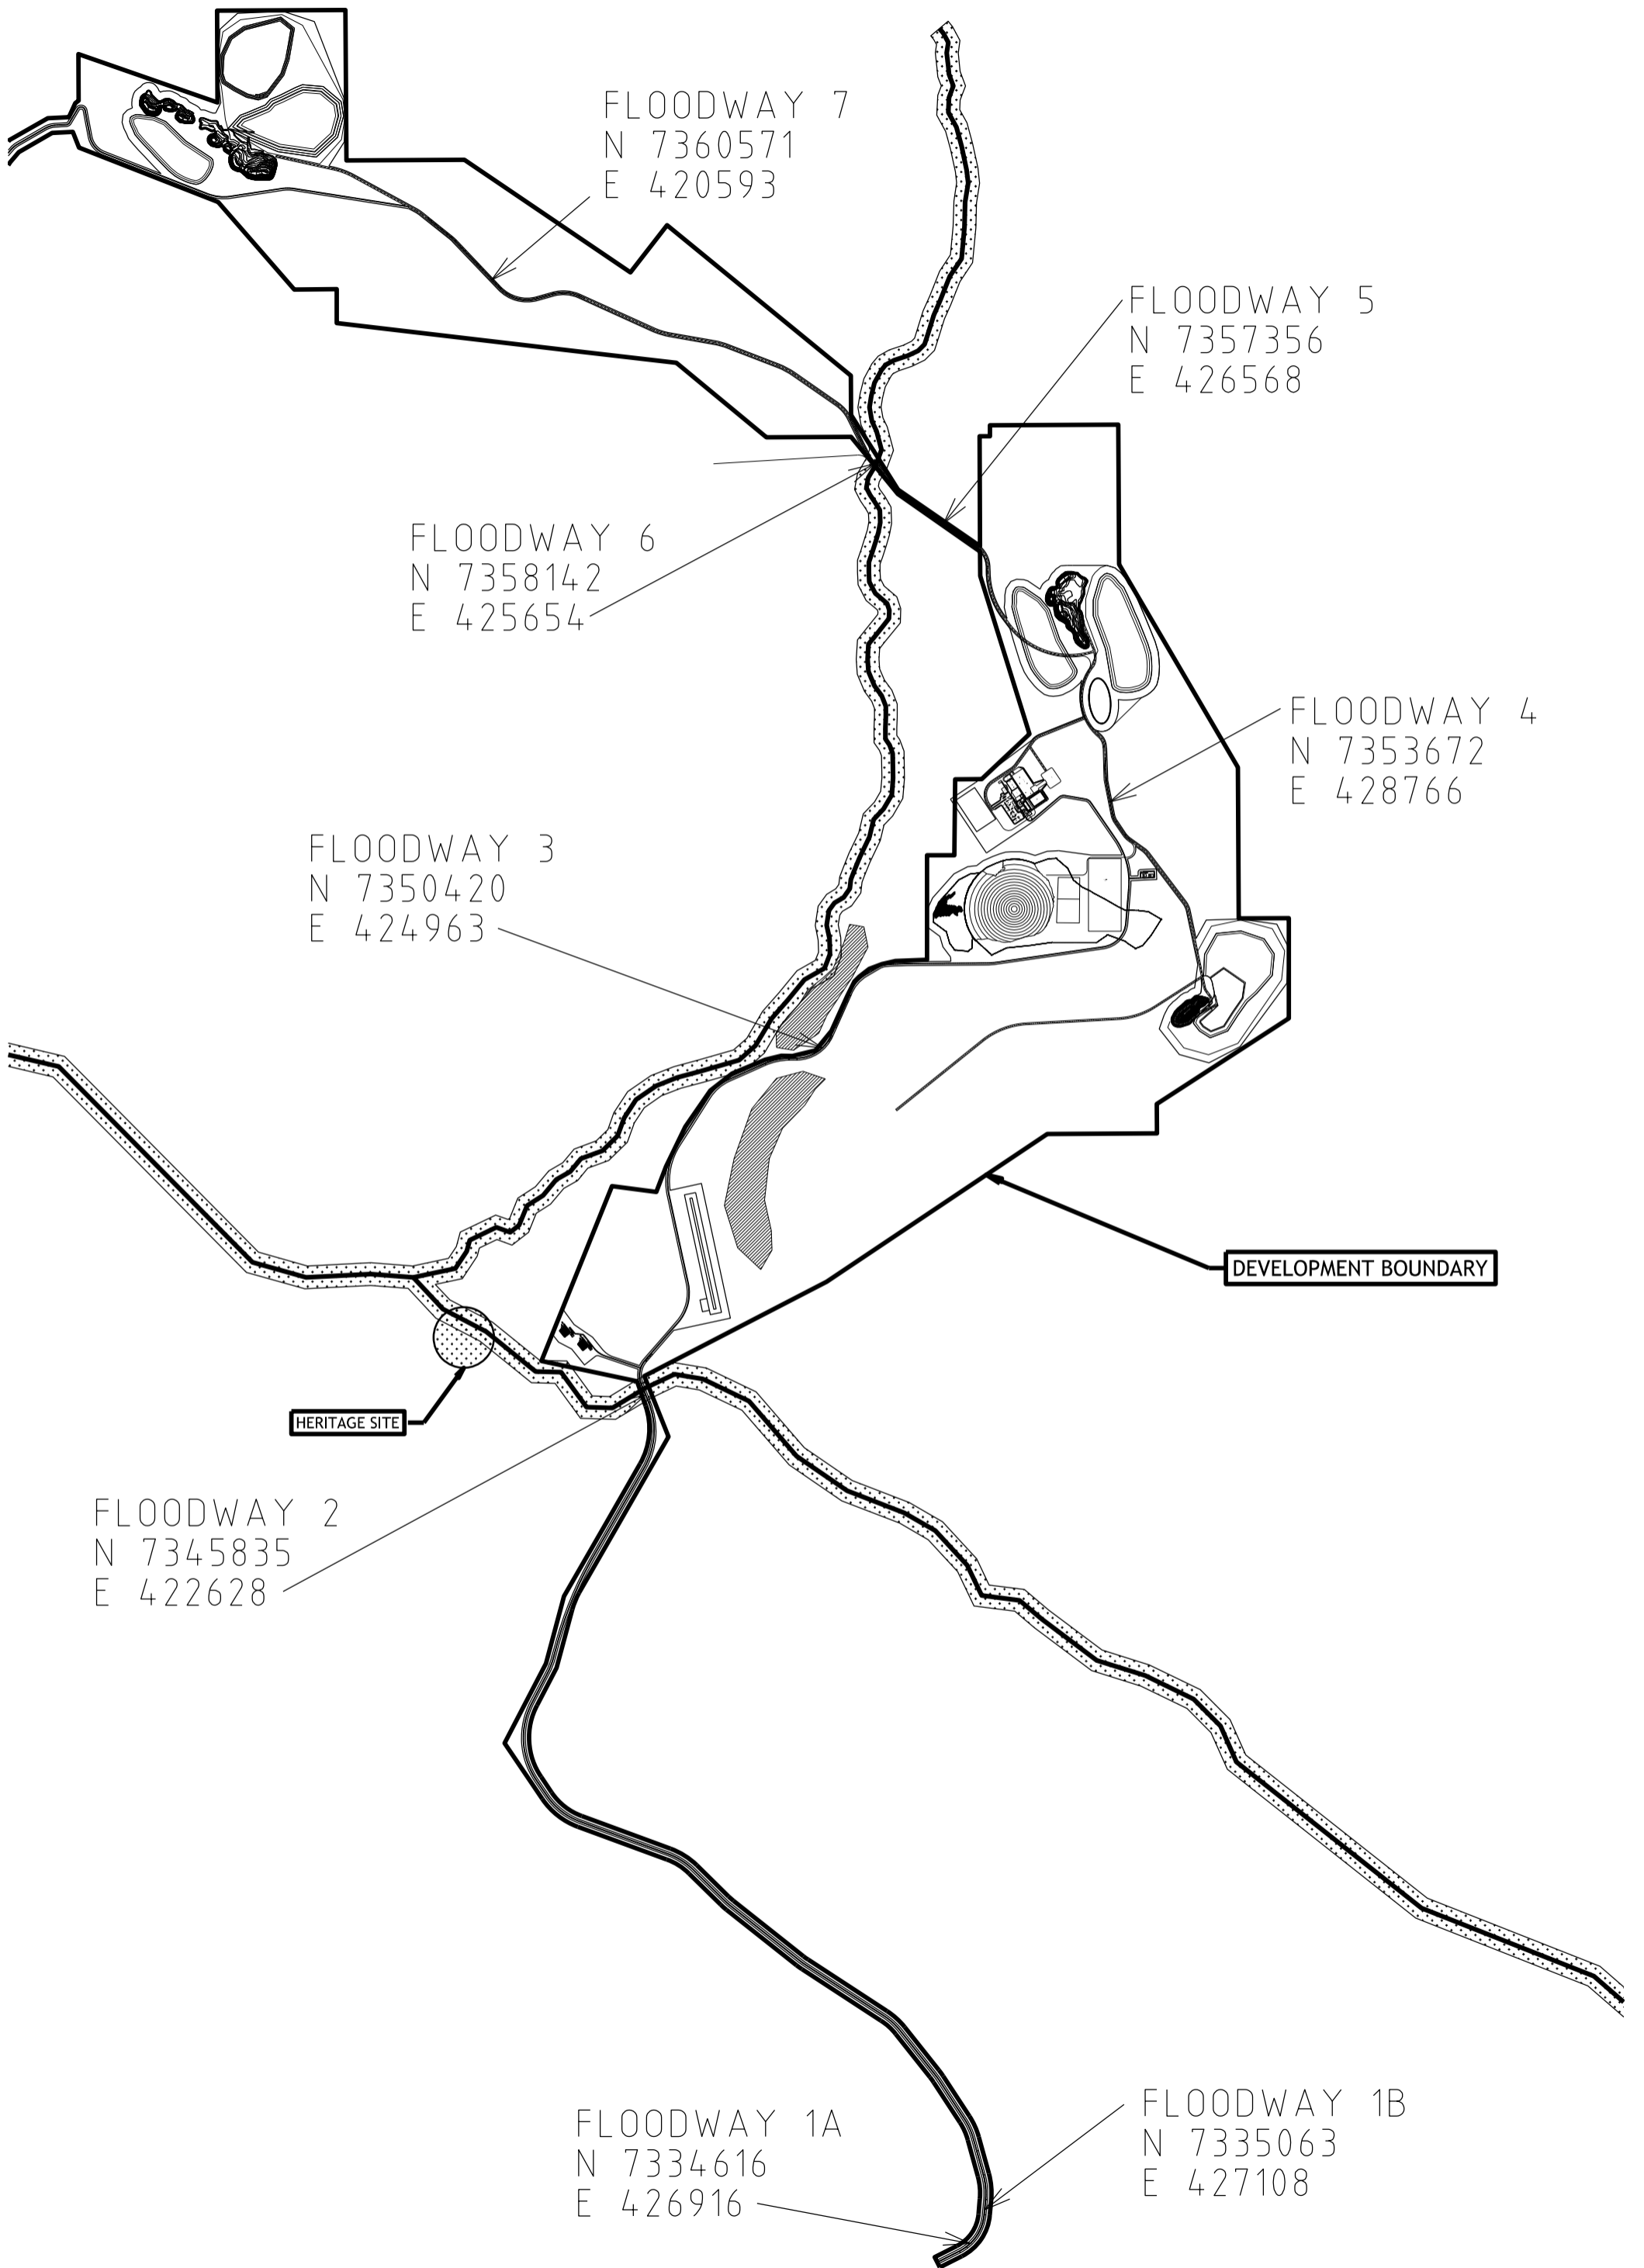 FLOODWAY 7
N 7360571
E 420593
FLOODWAY 5
N 7357356
E 426568
FLOODWAY 6
N 7358142
E 425654
FLOODWAY 4
N 7353672
E 428766
FLOODWAY 3
N 7350420
E 424963
DEVELOPMENT BOUNDARY
HERITAGE SITE
FLOODWAY 2
N 7345835
E 422628
FLOODWAY 1A
N 7334616
E 426916
FLOODWAY 1B
N 7335063
E 427108